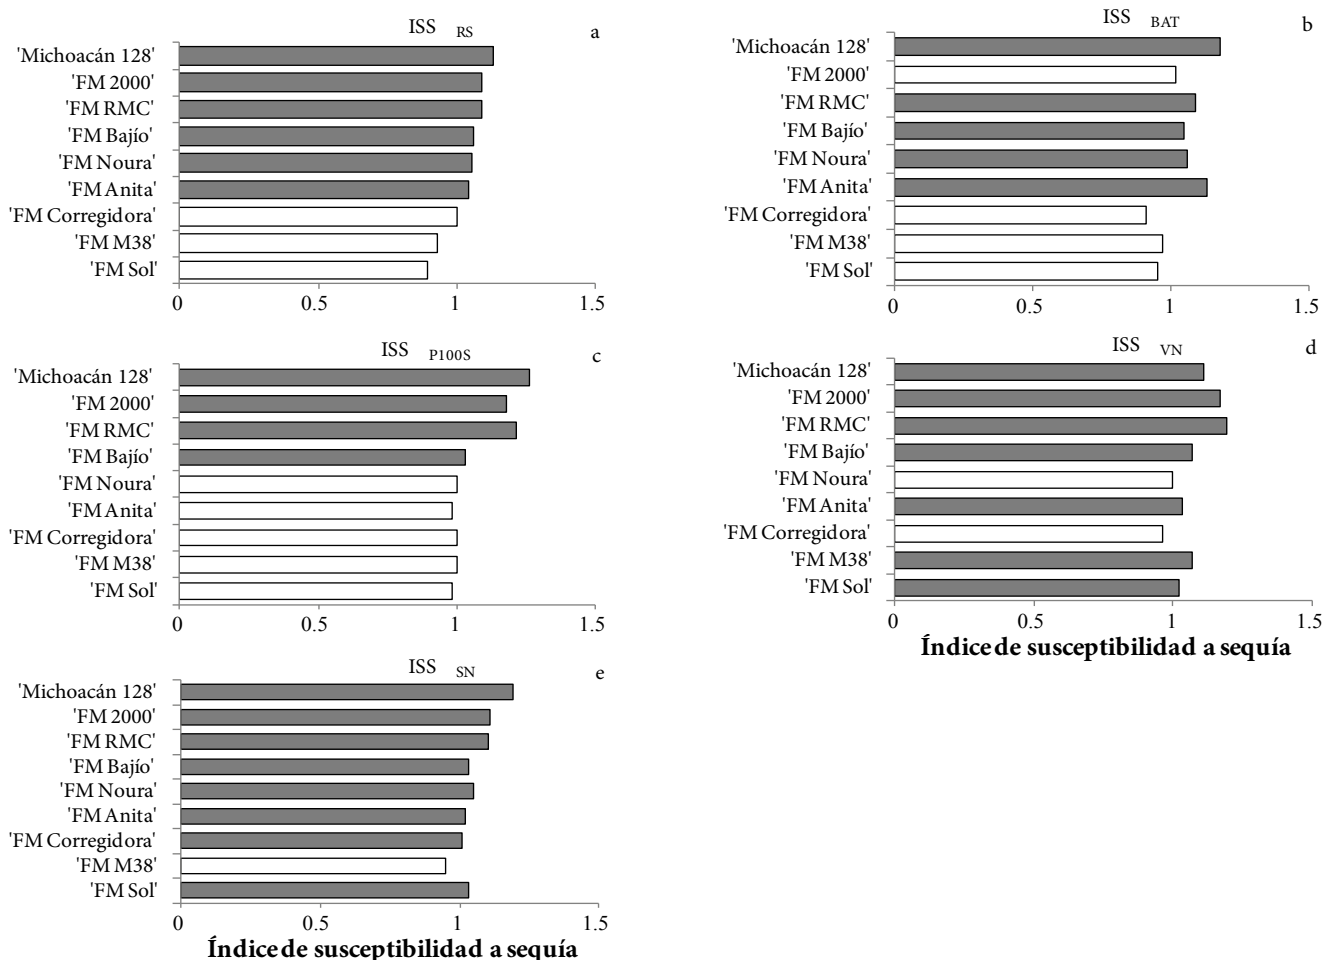 ISS RS
a
'Michoacán 128'
'FM 2000'
'FM RMC'
'FM Bajío'
'FM Noura'
'FM Anita'
'FM Corregidora'
'FM M38'
'FM Sol'
0 0.5 1 1.5
ISS BAT
b
'Michoacán 128'
'FM 2000'
'FM RMC'
'FM Bajío'
'FM Noura'
'FM Anita'
'FM Corregidora'
'FM M38'
'FM Sol'
0 0.5 1 1.5
ISS P100S
c
'Michoacán 128'
'FM 2000'
'FM RMC'
'FM Bajío'
'FM Noura'
'FM Anita'
'FM Corregidora'
'FM M38'
'FM Sol'
0 0.5 1 1.5
ISS VN
d
'Michoacán 128'
'FM 2000'
'FM RMC'
'FM Bajío'
'FM Noura'
'FM Anita'
'FM Corregidora'
'FM M38'
'FM Sol'
0 0.5 1 1.5
Índice de susceptibilidad a sequía
ISS SN
e
'Michoacán 128'
'FM 2000'
'FM RMC'
'FM Bajío'
'FM Noura'
'FM Anita'
'FM Corregidora'
'FM M38'
'FM Sol'
0 0.5 1 1.5
Índice de susceptibilidad a sequía